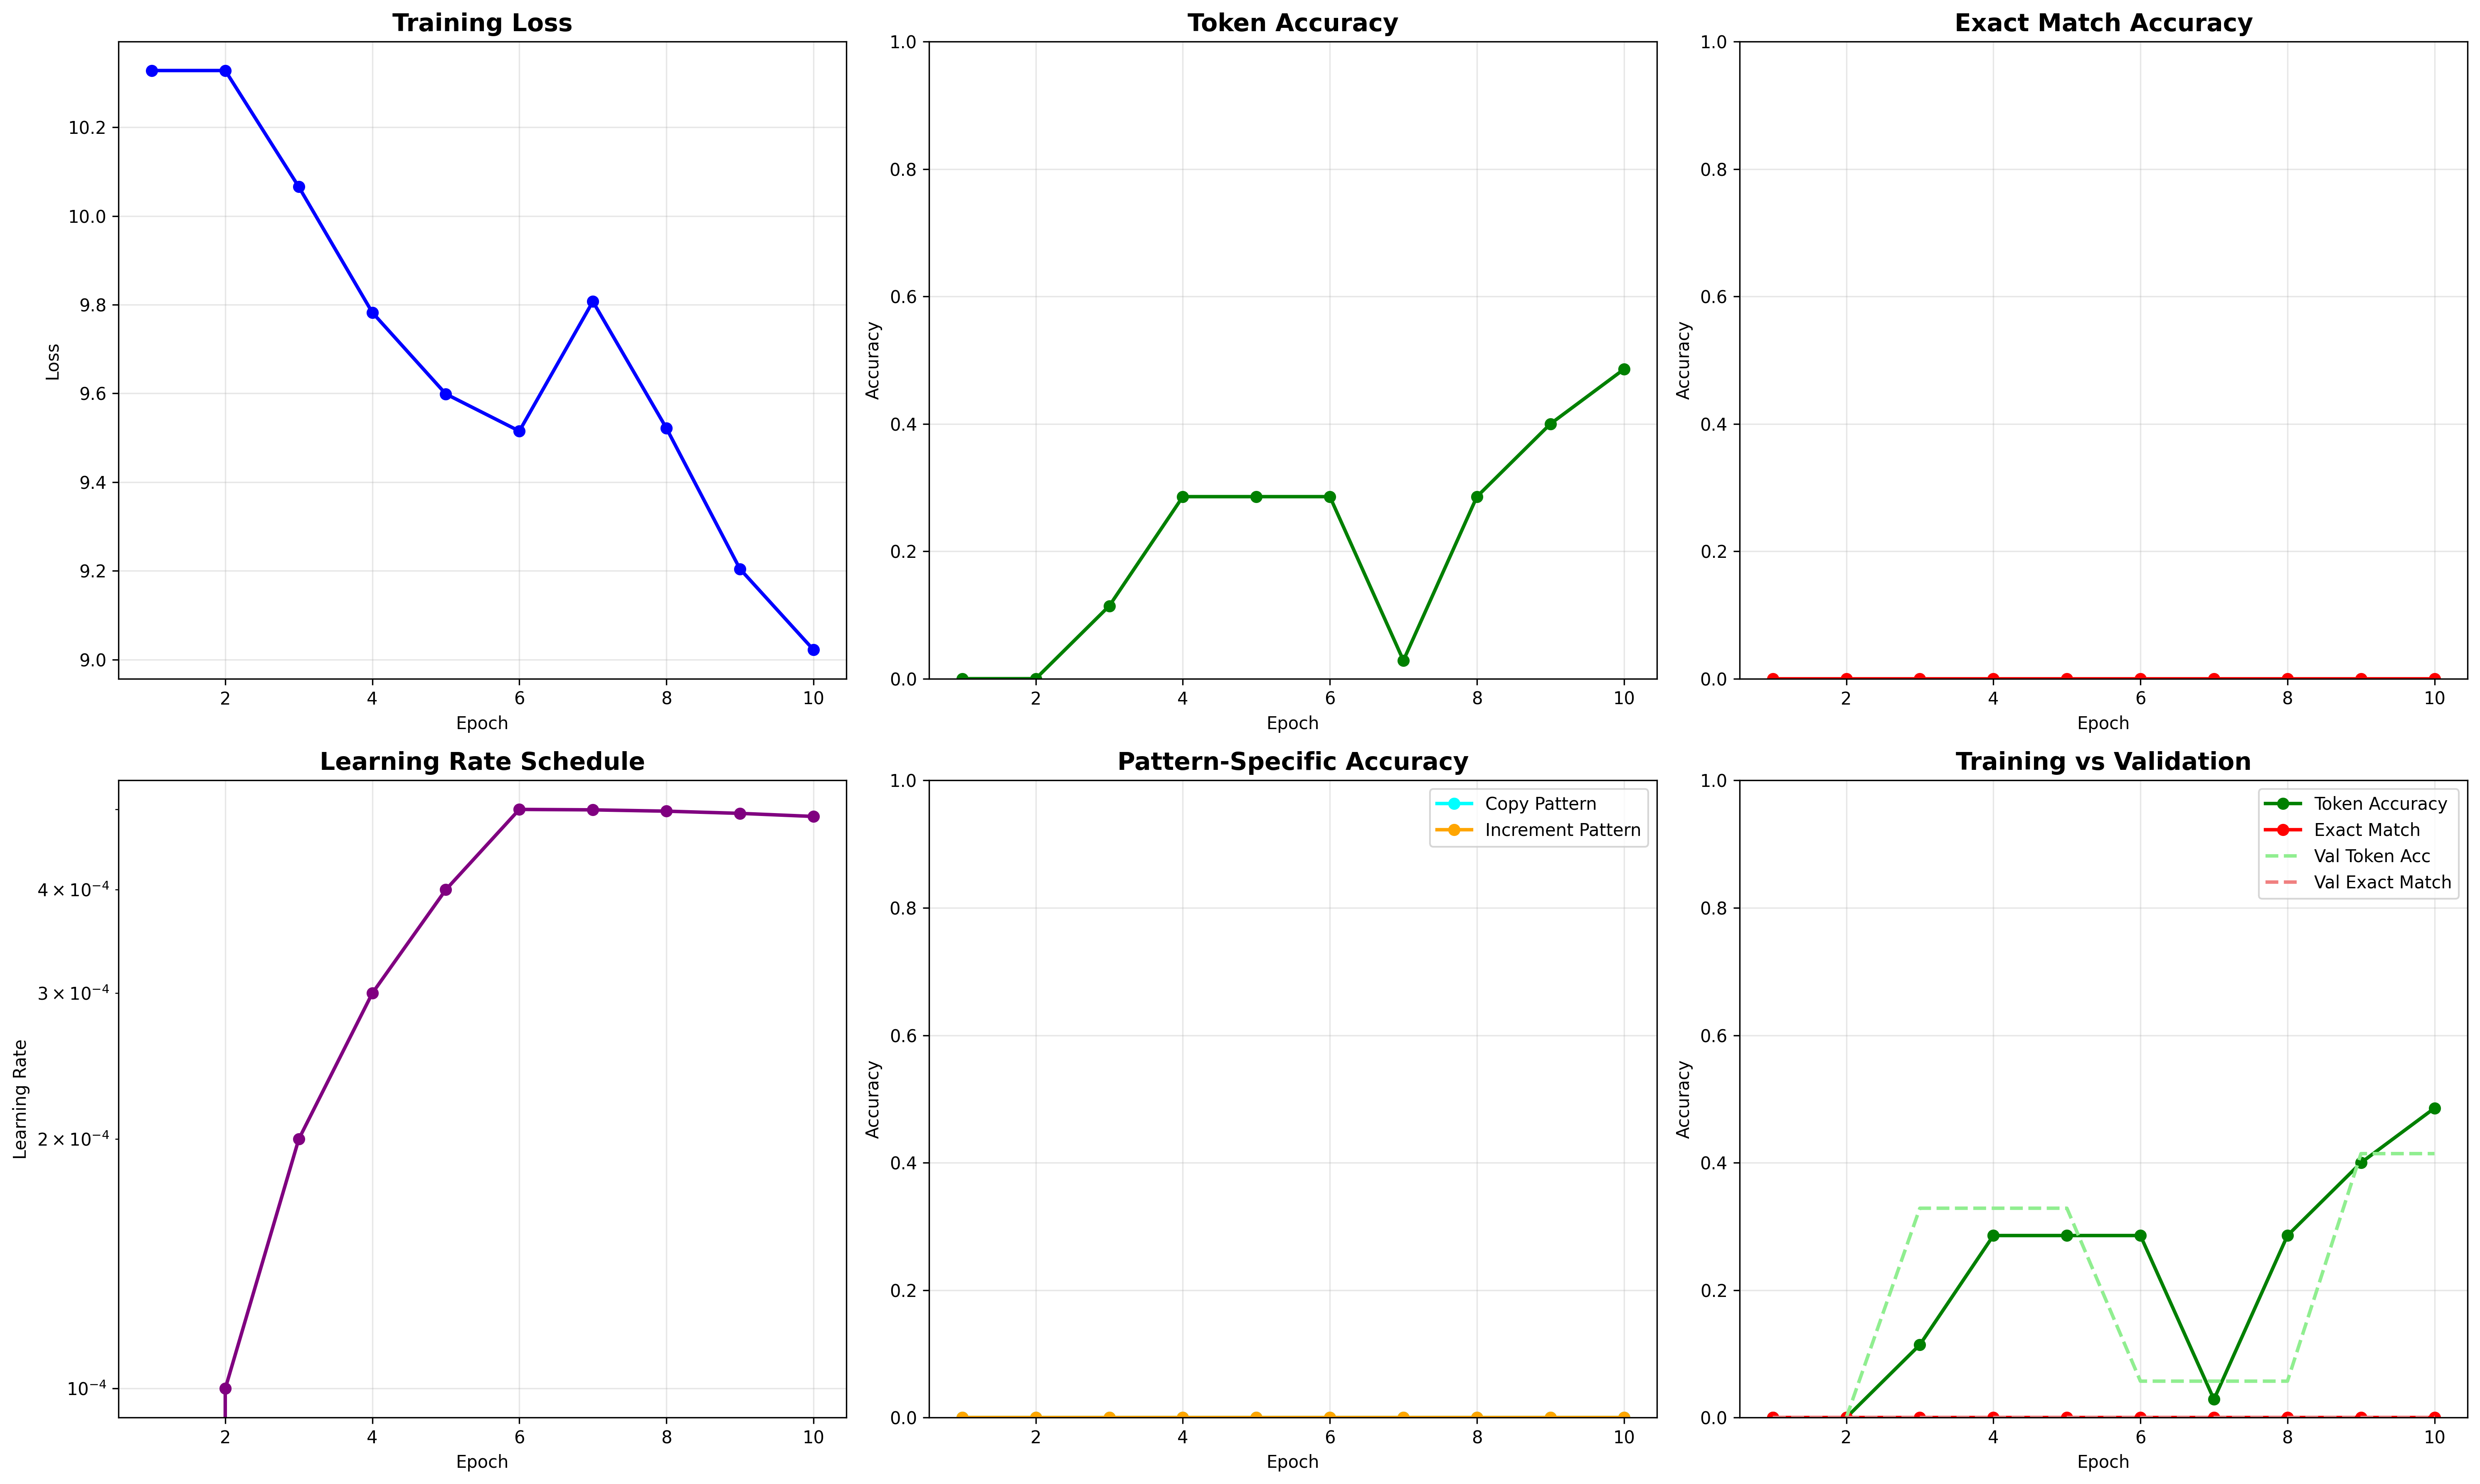 Training Loss
Loss
10.2
10.0
9.8
9.6
9.4
9.2
9.0
2 4 6 8 10
Epoch
Token Accuracy
Accuracy
1.0
0.8
0.6
0.4
0.2
0.0
2 4 6 8 10
Epoch
Exact Match Accuracy
Accuracy
1.0
0.8
0.6
0.4
0.2
0.0
2 4 6 8 10
Epoch
Learning Rate Schedule
Learning Rate
4 × 10⁻⁴
3 × 10⁻⁴
2 × 10⁻⁴
10⁻⁴
2 4 6 8 10
Epoch
Pattern-Specific Accuracy
Accuracy
1.0
0.8
0.6
0.4
0.2
0.0
Copy Pattern
Increment Pattern
2 4 6 8 10
Epoch
Training vs Validation
Accuracy
1.0
0.8
0.6
0.4
0.2
0.0
Token Accuracy
Exact Match
Val Token Acc
Val Exact Match
2 4 6 8 10
Epoch